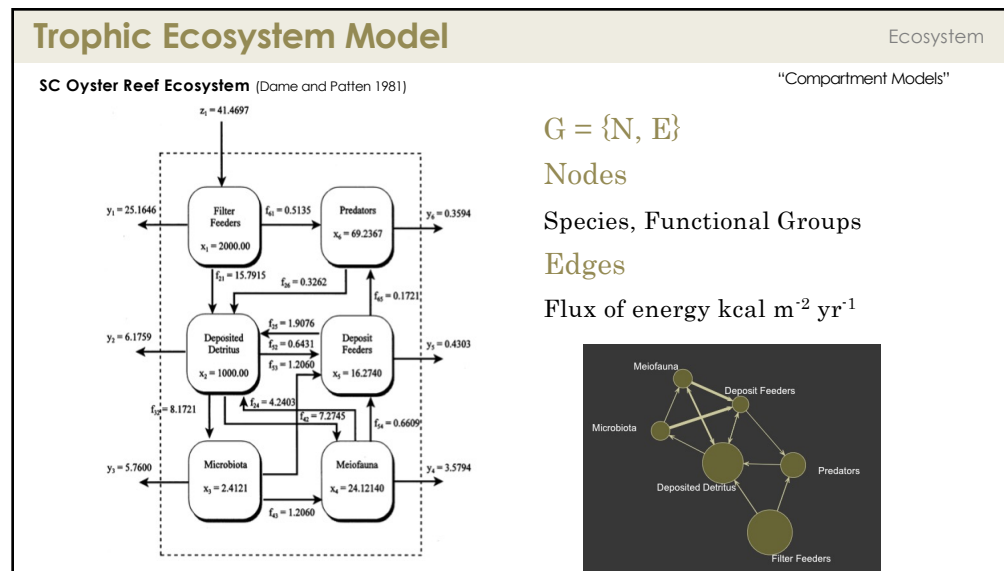 Trophic Ecosystem Model
Ecosystem
SC Oyster Reef Ecosystem (Dame and Patten 1981)
"Compartment Models"
z₁ = 41.4697
y₁ = 25.1646
Filter
Feeders
x₁ = 2000.00
f₆₁ = 0.5135
Predators
x₆ = 69.2367
y₆ = 0.3594
f₂₁ = 15.7915
f₂₆ = 0.3262
f₆₅ = 0.1721
y₂ = 6.1759
Deposited
Detritus
x₂ = 1000.00
f₂₅ = 1.9076
f₅₂ = 0.6431
f₅₃ = 1.2060
Deposit
Feeders
x₅ = 16.2740
y₅ = 0.4303
f₃₂ = 8.1721
f₂₄ = 4.2403
f₄₂ = 7.2745
f₅₄ = 0.6609
y₃ = 5.7600
Microbiota
x₃ = 2.4121
f₄₃ = 1.2060
Meiofauna
x₄ = 24.12140
y₄ = 3.5794
G = {N, E}
Nodes
Species, Functional Groups
Edges
Flux of energy kcal m⁻² yr⁻¹
Meiofauna
Deposit Feeders
Microbiota
Predators
Deposited Detritus
Filter Feeders